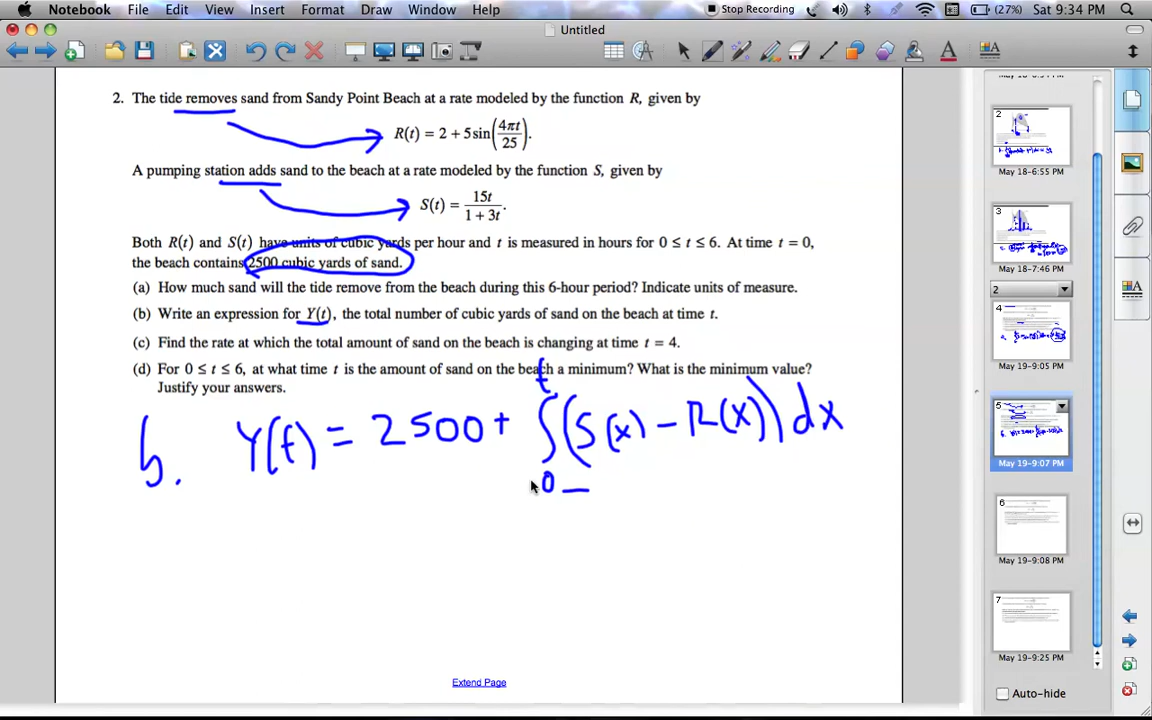 Notebook File Edit View Insert Format Draw Window Help Stop Recording (27%) Sat 9:34 PM
Untitled
2. The tide removes sand from Sandy Point Beach at a rate modeled by the function R, given by
R(t) = 2 + 5 sin(4πt/25).
A pumping station adds sand to the beach at a rate modeled by the function S, given by
S(t) = 15t/(1 + 3t).
Both R(t) and S(t) have units of cubic yards per hour and t is measured in hours for 0 ≤ t ≤ 6. At time t = 0,
the beach contains 2500 cubic yards of sand.
(a) How much sand will the tide remove from the beach during this 6-hour period? Indicate units of measure.
(b) Write an expression for Y(t), the total number of cubic yards of sand on the beach at time t.
(c) Find the rate at which the total amount of sand on the beach is changing at time t = 4.
(d) For 0 ≤ t ≤ 6, at what time t is the amount of sand on the beach a minimum? What is the minimum value?
Justify your answers.
b. Y(t) = 2500 + ∫₀ᵗ (S(x) − R(x)) dx
Extend Page
2
May 18-6:55 PM
3
May 18-7:46 PM
2
4
May 19-9:05 PM
5
May 19-9:07 PM
6
May 19-9:08 PM
7
May 19-9:25 PM
Auto-hide